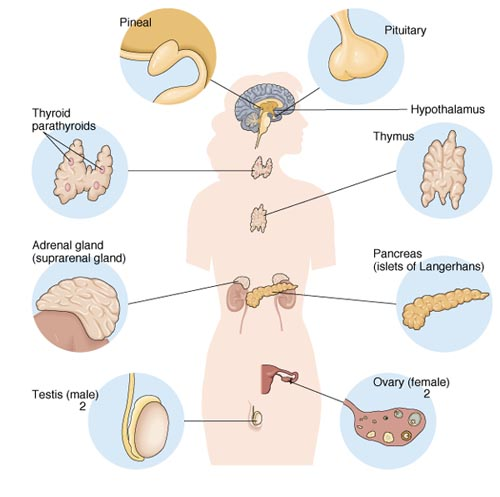 Pineal
Pituitary
Hypothalamus
Thyroid
parathyroids
Thymus
Adrenal gland
(suprarenal gland)
Pancreas
(islets of Langerhans)
Testis (male)
2
Ovary (female)
2